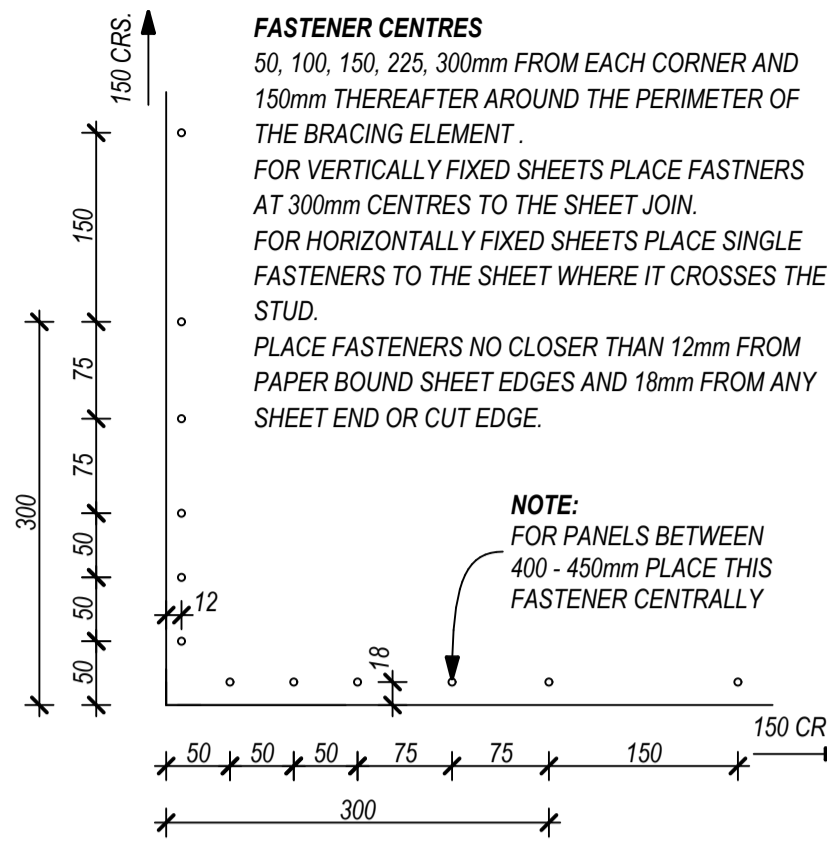 150 CRS.
FASTENER CENTRES
50, 100, 150, 225, 300mm FROM EACH CORNER AND
150mm THEREAFTER AROUND THE PERIMETER OF
THE BRACING ELEMENT .
FOR VERTICALLY FIXED SHEETS PLACE FASTNERS
AT 300mm CENTRES TO THE SHEET JOIN.
FOR HORIZONTALLY FIXED SHEETS PLACE SINGLE
FASTENERS TO THE SHEET WHERE IT CROSSES THE
STUD.
PLACE FASTENERS NO CLOSER THAN 12mm FROM
PAPER BOUND SHEET EDGES AND 18mm FROM ANY
SHEET END OR CUT EDGE.
150
75
75
300
50
50
50
12
NOTE:
FOR PANELS BETWEEN
400 - 450mm PLACE THIS
FASTENER CENTRALLY
18
150 CR
50 50 50 75 75 150
300